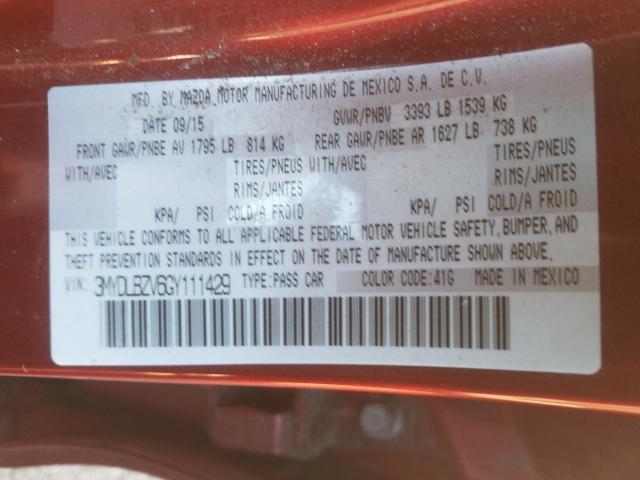 MFD. BY MAZDA MOTOR MANUFACTURING DE MEXICO S.A. DE C.V.
DATE 09/15 GVWR/PNBV 3393 LB 1539 KG
FRONT GAWR/PNBE AV 1795 LB 814 KG REAR GAWR/PNBE AR 1627 LB 738 KG
WITH/AVEC TIRES/PNEUS WITH/AVEC TIRES/PNEUS
RIMS/JANTES RIMS/JANTES
KPA/ PSI COLD/A FROID KPA/ PSI COLD/A FROID
THIS VEHICLE CONFORMS TO ALL APPLICABLE FEDERAL MOTOR VEHICLE SAFETY, BUMPER, AND
THEFT PREVENTION STANDARDS IN EFFECT ON THE DATE OF MANUFACTURE SHOWN ABOVE.
VIN: 3MYDLBZV6GY111429 TYPE:PASS CAR COLOR CODE:41G MADE IN MEXICO